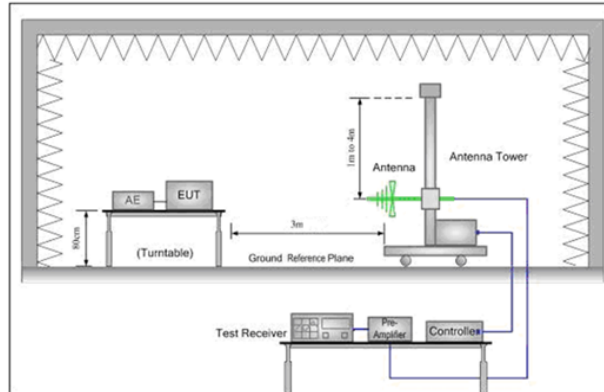 1m to 4m
Antenna
Antenna Tower
AE
EUT
80cm
(Turntable)
3m
Ground Reference Plane
Test Receiver
Pre-
Amplifier
Controller